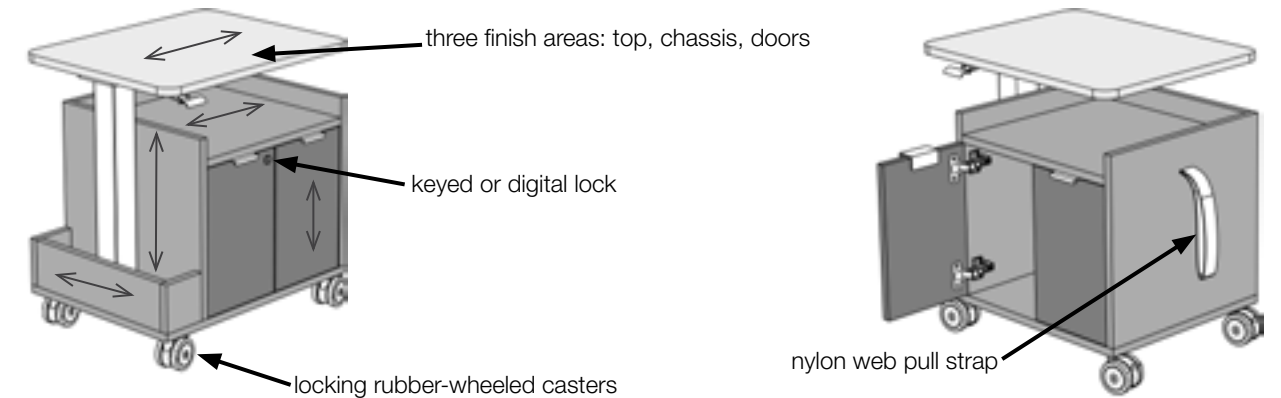 three finish areas: top, chassis, doors
keyed or digital lock
nylon web pull strap
locking rubber-wheeled casters